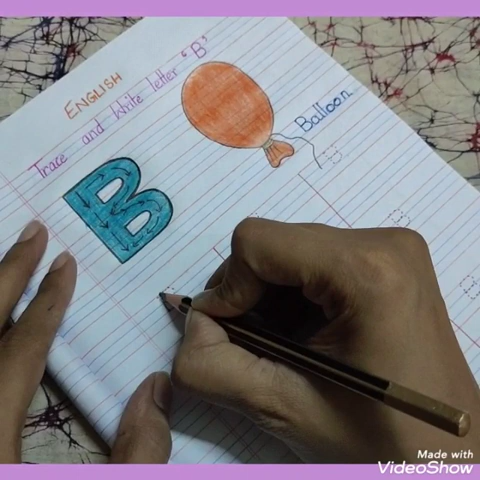 ENGLISH
Trace and Write letter "B"
Balloon
B
Made with
VideoShow